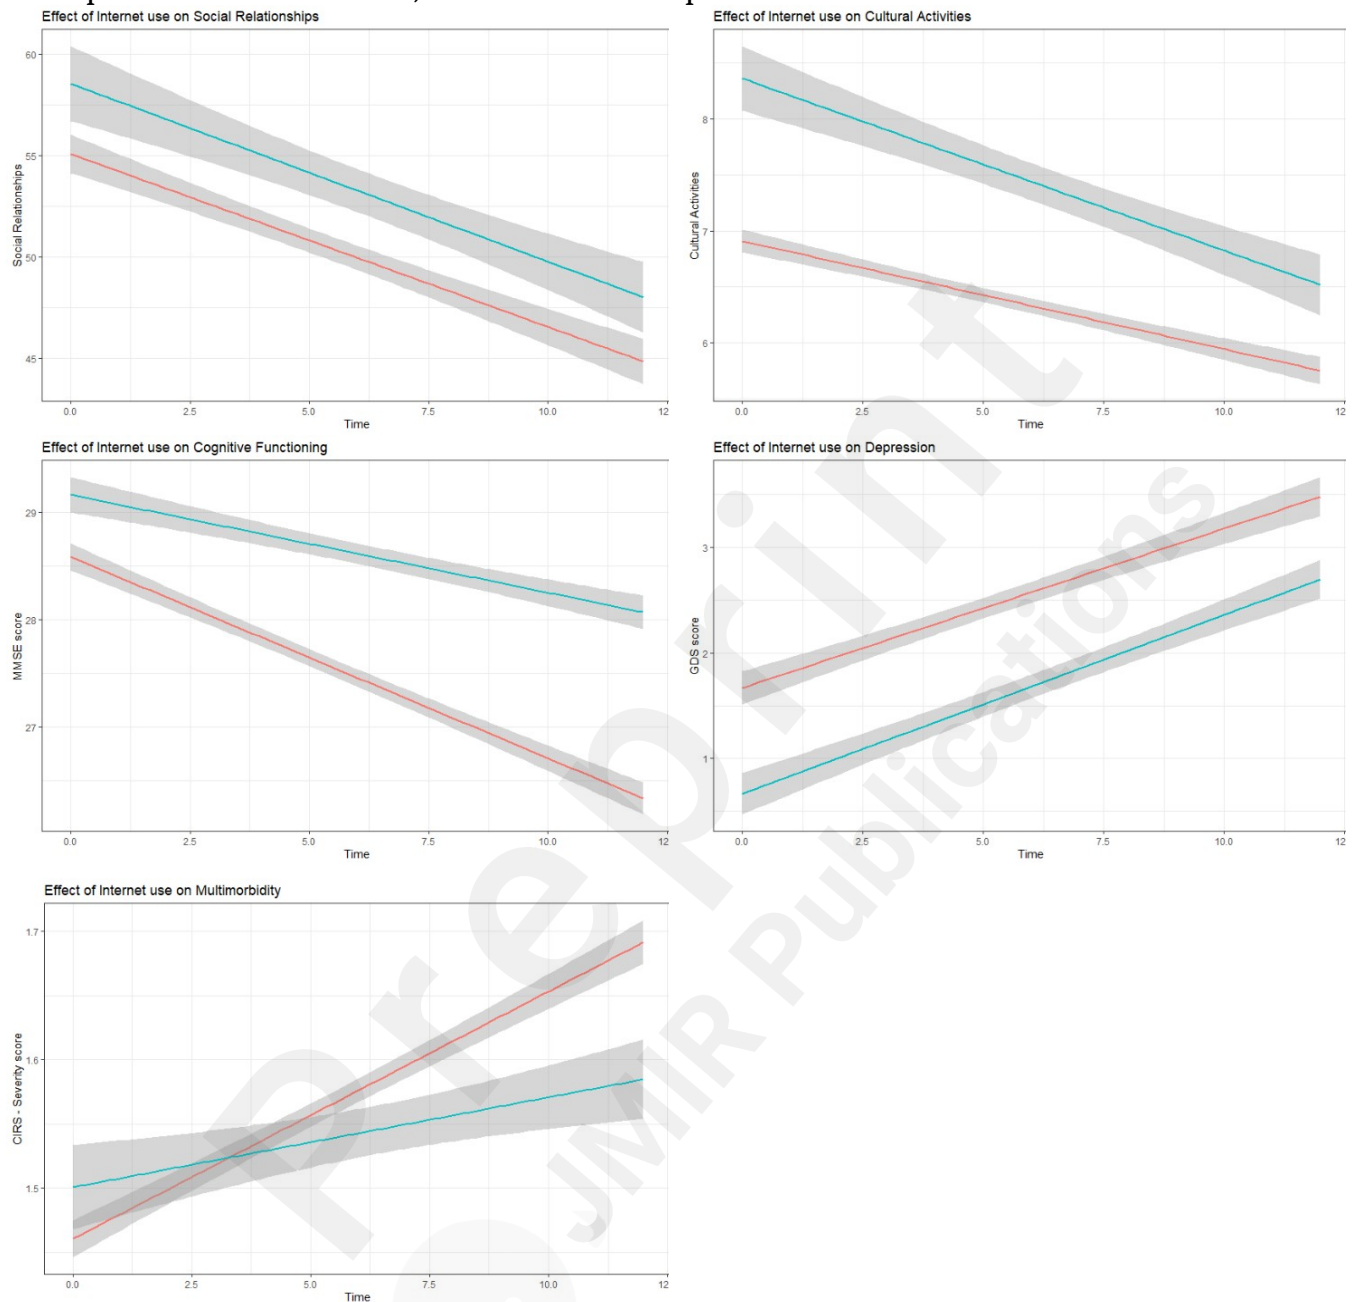 Effect of Internet use on Social Relationships
Social Relationships
60
55
50
45
0.0 2.5 5.0 7.5 10.0 12
Time
Effect of Internet use on Cultural Activities
Cultural Activities
8
7
6
0.0 2.5 5.0 7.5 10.0 12
Time
Effect of Internet use on Cognitive Functioning
MMSE score
29
28
27
0.0 2.5 5.0 7.5 10.0 12
Time
Effect of Internet use on Depression
GDS score
3
2
1
0.0 2.5 5.0 7.5 10.0 12
Time
Effect of Internet use on Multimorbidity
CIRS - Severity score
1.7
1.6
1.5
0.0 2.5 5.0 7.5 10.0 12
Time
Preprint
JMIR Publications